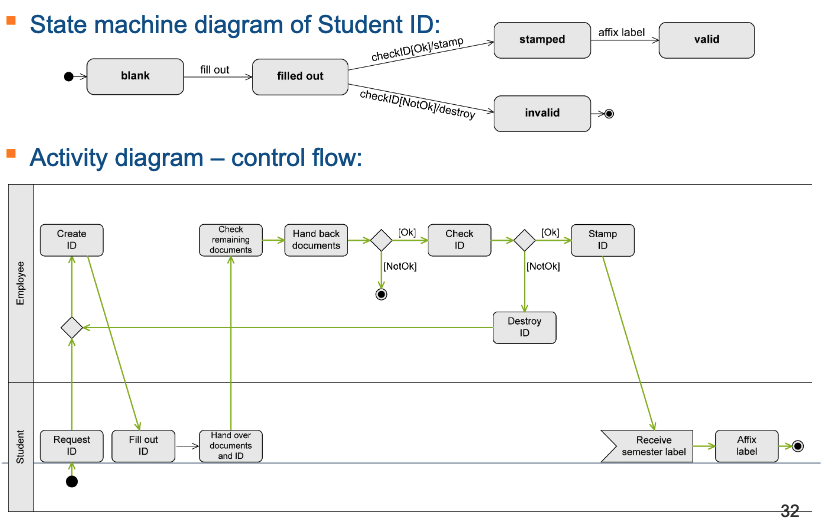 State machine diagram of Student ID:
blank
fill out
filled out
checkID[Ok]/stamp
stamped
affix label
valid
checkID[NotOk]/destroy
invalid
Activity diagram – control flow:
Employee
Create
ID
Check
remaining
documents
Hand back
documents
[Ok]
[NotOk]
Check
ID
[Ok]
[NotOk]
Stamp
ID
Destroy
ID
Student
Request
ID
Fill out
ID
Hand over
documents
and ID
Receive
semester label
Affix
label
32